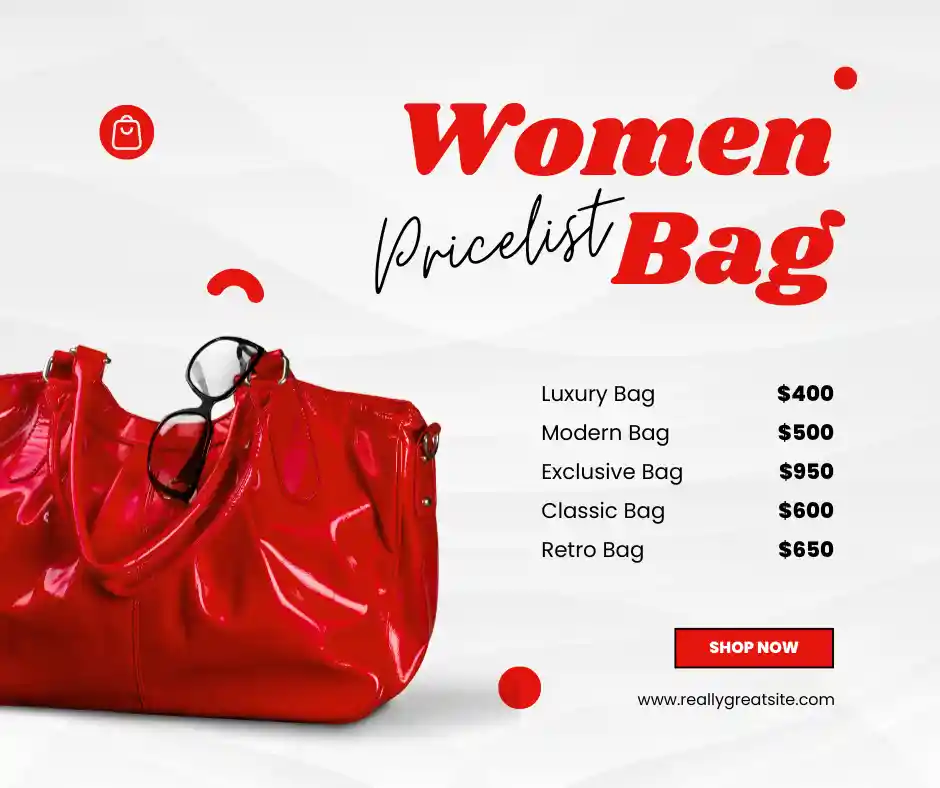 Women
Pricelist Bag
Luxury Bag $400
Modern Bag $500
Exclusive Bag $950
Classic Bag $600
Retro Bag $650
SHOP NOW
www.reallygreatsite.com